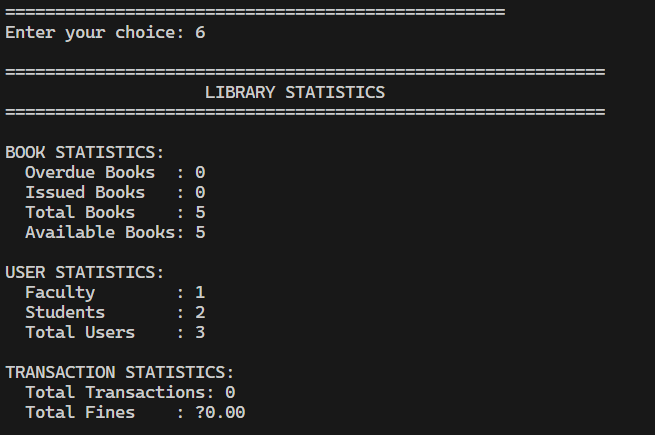 ==================================================
Enter your choice: 6
============================================================
LIBRARY STATISTICS
============================================================
BOOK STATISTICS:
Overdue Books  : 0
Issued Books   : 0
Total Books    : 5
Available Books: 5
USER STATISTICS:
Faculty        : 1
Students       : 2
Total Users    : 3
TRANSACTION STATISTICS:
Total Transactions: 0
Total Fines    : ?0.00